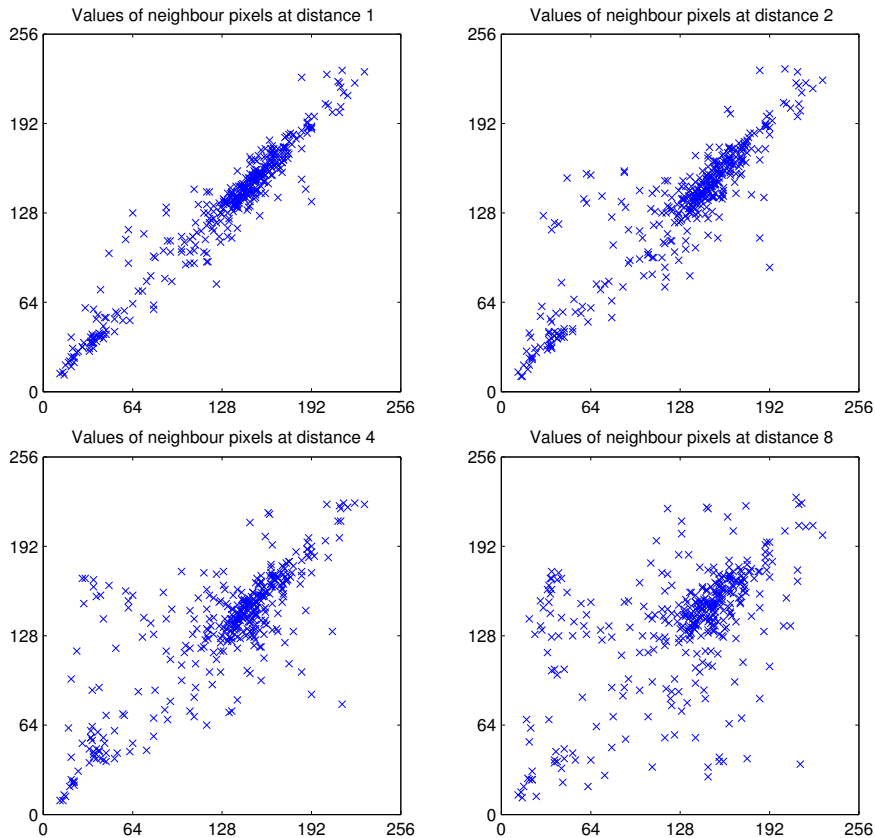 Values of neighbour pixels at distance 1
256
192
128
64
0
0 64 128 192 256
Values of neighbour pixels at distance 2
256
192
128
64
0
0 64 128 192 256
Values of neighbour pixels at distance 4
256
192
128
64
0
0 64 128 192 256
Values of neighbour pixels at distance 8
256
192
128
64
0
0 64 128 192 256